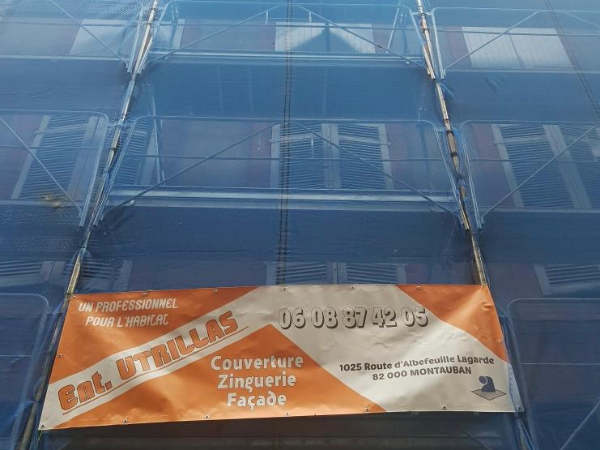 UN PROFESSIONNEL
POUR L'HABITAT
Ent. UTRILLAS
Couverture
Zinguerie
Façade
06 08 87 42 05
1025 Route d'Albefeuille Lagarde
82 000 MONTAUBAN